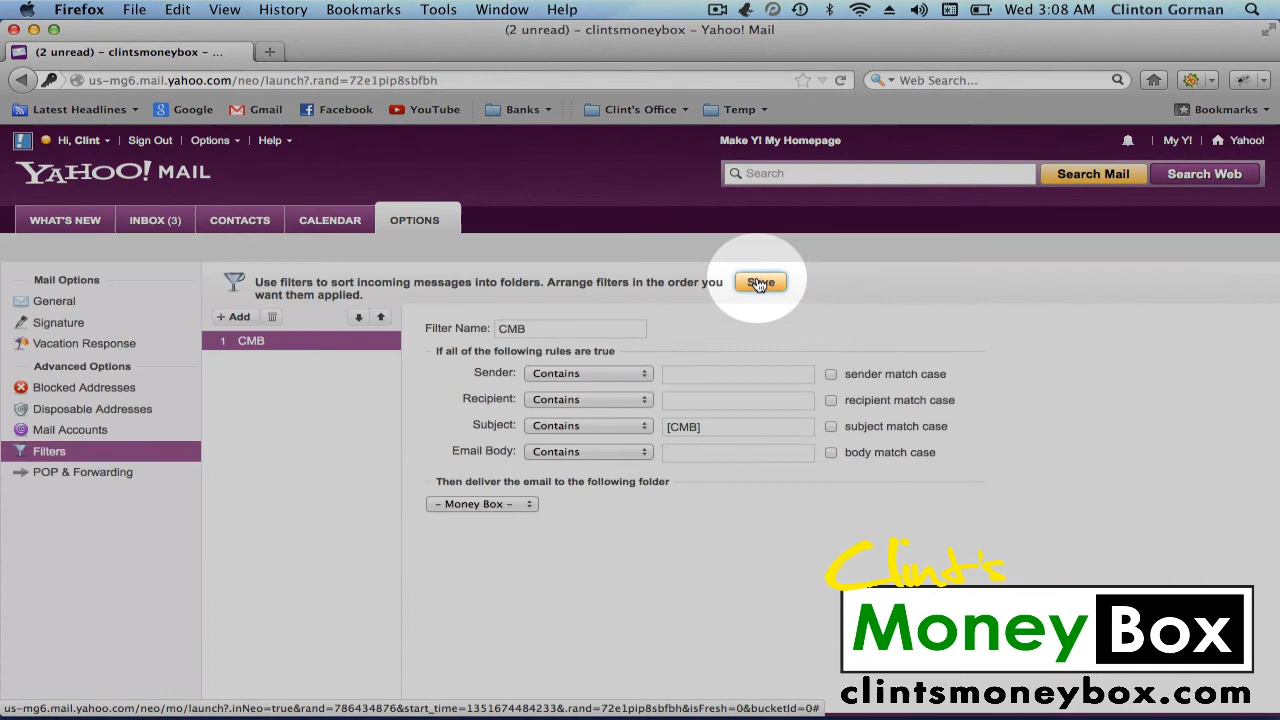 Firefox File Edit View History Bookmarks Tools Window Help Wed 3:08 AM Clinton Gorman
(2 unread) – clintsmoneybox – Yahoo! Mail
(2 unread) – clintsmoneybox – ...
us-mg6.mail.yahoo.com/neo/launch?.rand=72e1pip8sbfbh Web Search...
Latest Headlines Google Gmail Facebook YouTube Banks Clint's Office Temp Bookmarks
Hi, Clint Sign Out Options Help Make Y! My Homepage My Y! Yahoo!
YAHOO! MAIL Search Search Mail Search Web
WHAT'S NEW INBOX (3) CONTACTS CALENDAR OPTIONS
Mail Options
General
Signature
Vacation Response
Advanced Options
Blocked Addresses
Disposable Addresses
Mail Accounts
Filters
POP & Forwarding
Use filters to sort incoming messages into folders. Arrange filters in the order you
want them applied.
Save
+ Add
1 CMB
Filter Name: CMB
If all of the following rules are true
Sender: Contains sender match case
Recipient: Contains recipient match case
Subject: Contains [CMB] subject match case
Email Body: Contains body match case
Then deliver the email to the following folder
– Money Box –
Clint's
Money Box
clintsmoneybox.com
us-mg6.mail.yahoo.com/neo/mo/launch?.inNeo=true&rand=786434876&start_time=1351674484233&.rand=72e1pip8sbfbh&isFresh=0&bucketId=0#